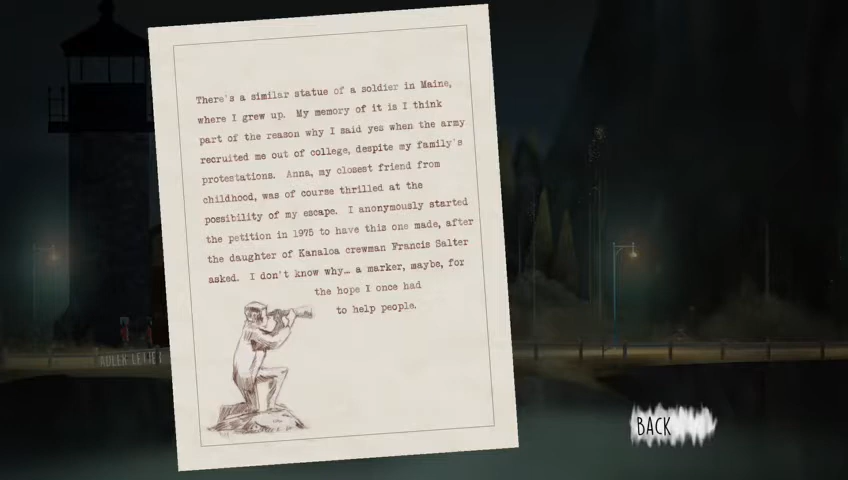 There's a similar statue of a soldier in Maine,
where I grew up. My memory of it is I think
part of the reason why I said yes when the army
recruited me out of college, despite my family's
protestations. Anna, my closest friend from
childhood, was of course thrilled at the
possibility of my escape. I anonymously started
the petition in 1975 to have this one made, after
the daughter of Kanaloa crewman Francis Salter
asked. I don't know why… a marker, maybe, for
the hope I once had
to help people.
ADLER LETTER
BACK